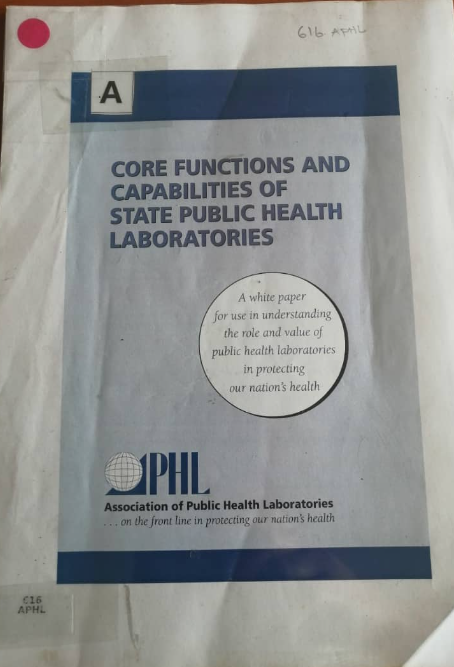 616 APHL
A
CORE FUNCTIONS AND
CAPABILITIES OF
STATE PUBLIC HEALTH
LABORATORIES
A white paper
for use in understanding
the role and value of
public health laboratories
in protecting
our nation's health
APHL
Association of Public Health Laboratories
. . . on the front line in protecting our nation's health
616
APHL